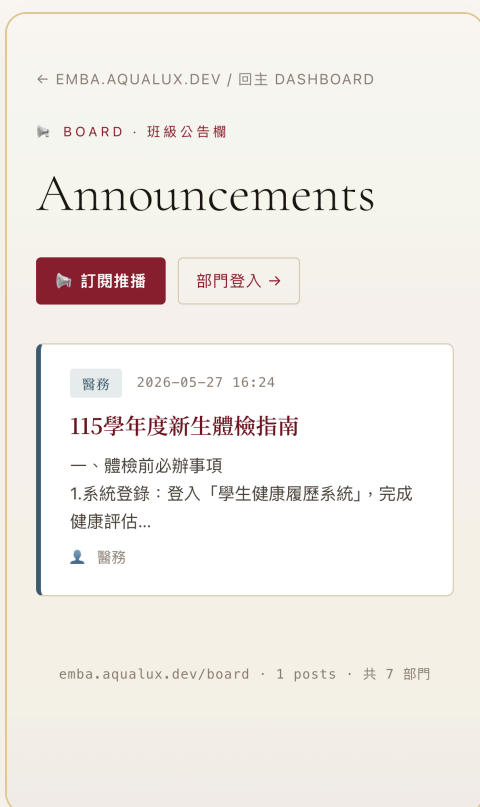 ← EMBA.AQUALUX.DEV / 回主 DASHBOARD
BOARD · 班級公告欄
Announcements
訂閱推播
部門登入 →
醫務 2026-05-27 16:24
115學年度新生體檢指南
一、體檢前必辦事項
1.系統登錄：登入「學生健康履歷系統」，完成
健康評估...
醫務
emba.aqualux.dev/board · 1 posts · 共 7 部門